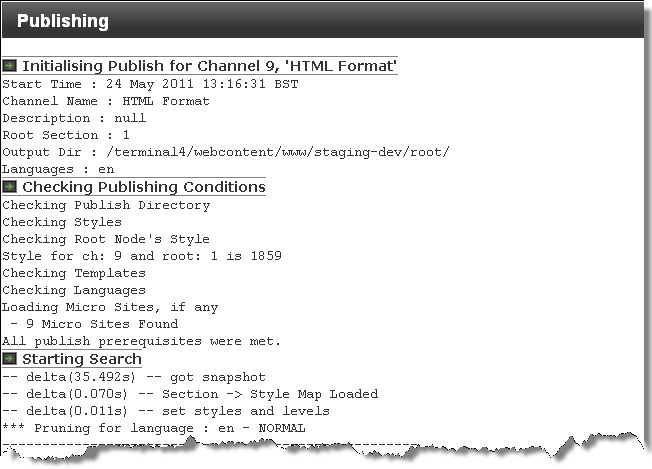 Publishing
Initialising Publish for Channel 9, 'HTML Format'
Start Time : 24 May 2011 13:16:31 BST
Channel Name : HTML Format
Description : null
Root Section : 1
Output Dir : /terminal4/webcontent/www/staging-dev/root/
Languages : en
Checking Publishing Conditions
Checking Publish Directory
Checking Styles
Checking Root Node's Style
Style for ch: 9 and root: 1 is 1859
Checking Templates
Checking Languages
Loading Micro Sites, if any
 - 9 Micro Sites Found
All publish prerequisites were met.
Starting Search
-- delta(35.492s) -- got snapshot
-- delta(0.070s) -- Section -> Style Map Loaded
-- delta(0.011s) -- set styles and levels
*** Pruning for language : en - NORMAL